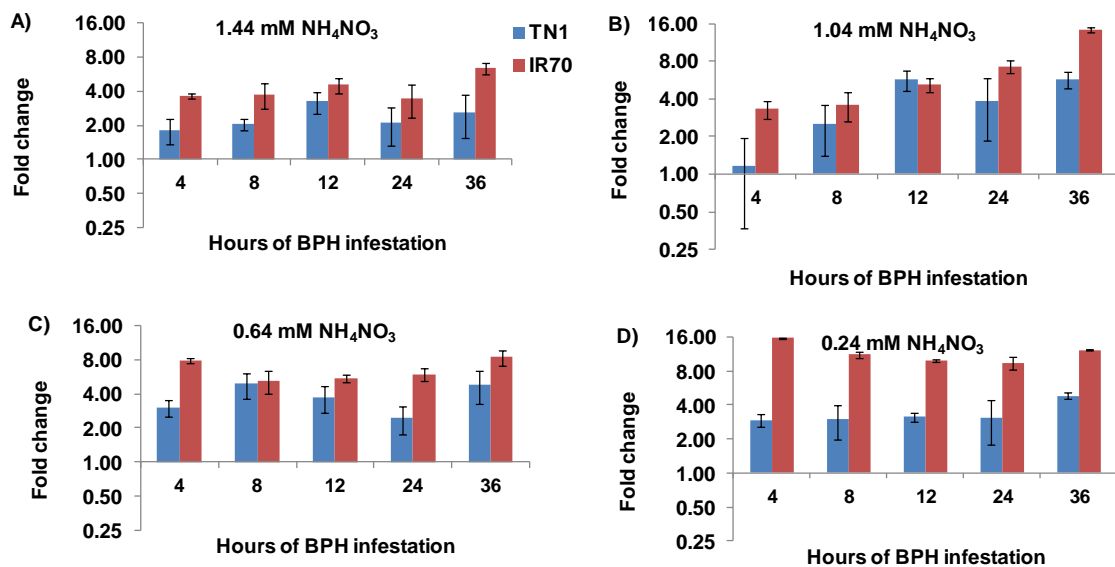 A)
1.44 mM NH₄NO₃
TN1
IR70
16.00
8.00
4.00
2.00
1.00
0.50
0.25
Fold change
4 8 12 24 36
Hours of BPH infestation
B)
1.04 mM NH₄NO₃
16.00
8.00
4.00
2.00
1.00
0.50
0.25
Fold change
4 8 12 24 36
Hours of BPH infestation
C)
0.64 mM NH₄NO₃
16.00
8.00
4.00
2.00
1.00
0.50
0.25
Fold change
4 8 12 24 36
Hours of BPH infestation
D)
0.24 mM NH₄NO₃
16.00
8.00
4.00
2.00
1.00
0.50
0.25
Fold change
4 8 12 24 36
Hours of BPH infestation